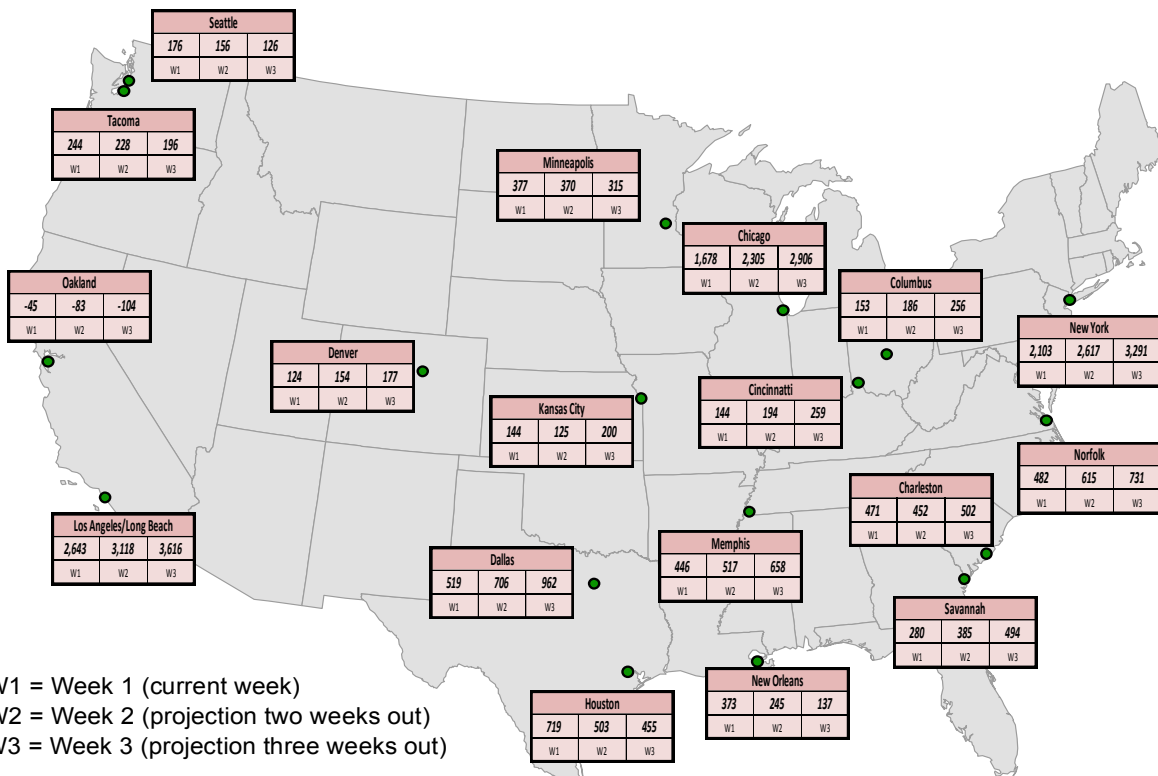 Seattle
176 156 126
W1 W2 W3
Tacoma
244 228 196
W1 W2 W3
Minneapolis
377 370 315
W1 W2 W3
Chicago
1,678 2,305 2,906
W1 W2 W3
Oakland
-45 -83 -104
W1 W2 W3
Columbus
153 186 256
W1 W2 W3
New York
2,103 2,617 3,291
W1 W2 W3
Denver
124 154 177
W1 W2 W3
Cincinnatti
144 194 259
W1 W2 W3
Kansas City
144 125 200
W1 W2 W3
Norfolk
482 615 731
W1 W2 W3
Charleston
471 452 502
W1 W2 W3
Los Angeles/Long Beach
2,643 3,118 3,616
W1 W2 W3
Memphis
446 517 658
W1 W2 W3
Dallas
519 706 962
W1 W2 W3
Savannah
280 385 494
W1 W2 W3
New Orleans
373 245 137
W1 W2 W3
Houston
719 503 455
W1 W2 W3
W1 = Week 1 (current week)
W2 = Week 2 (projection two weeks out)
W3 = Week 3 (projection three weeks out)